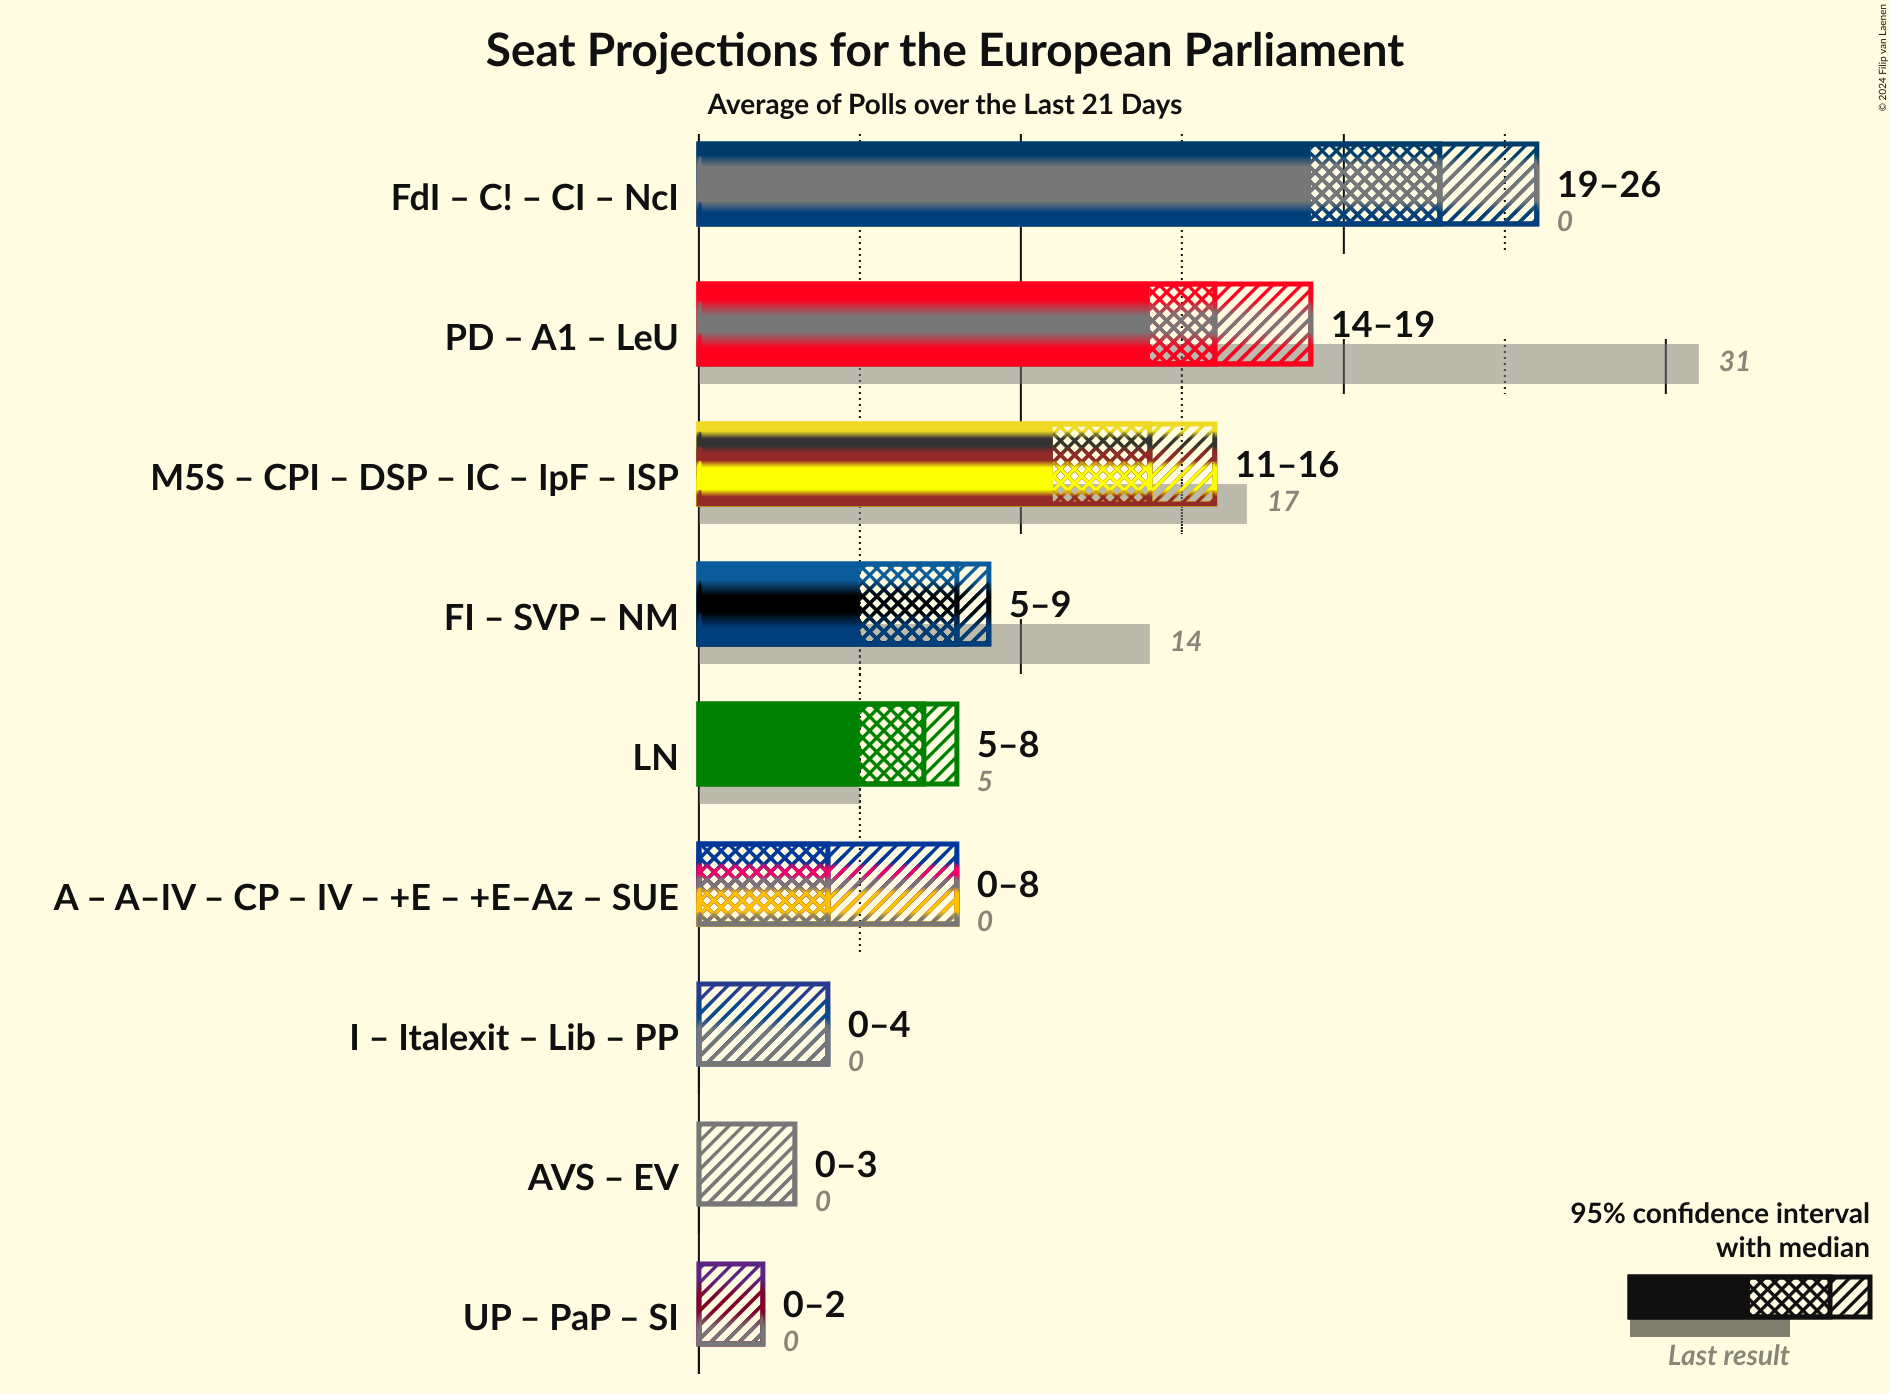 Seat Projections for the European Parliament
Average of Polls over the Last 21 Days
© 2024 Filip van Laenen
FdI – C! – CI – NcI
19–26
0
PD – A1 – LeU
14–19
31
M5S – CPI – DSP – IC – IpF – ISP
11–16
17
FI – SVP – NM
5–9
14
LN
5–8
5
A – A–IV – CP – IV – +E – +E–Az – SUE
0–8
0
I – Italexit – Lib – PP
0–4
0
AVS – EV
0–3
0
UP – PaP – SI
0–2
0
95% confidence interval
with median
Last result